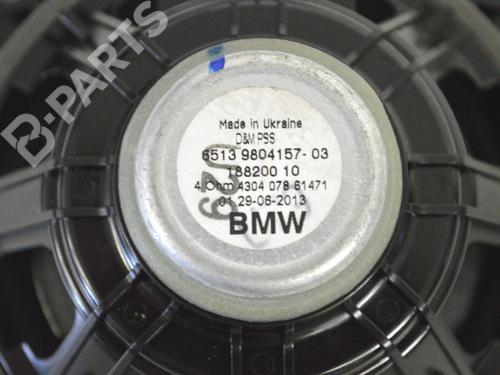 B-PARTS
Made in Ukraine
D&M PSS
6513 9804157- 03
188200 10
4 Ohm 4304 078 61471
01 29-06-2013
BMW